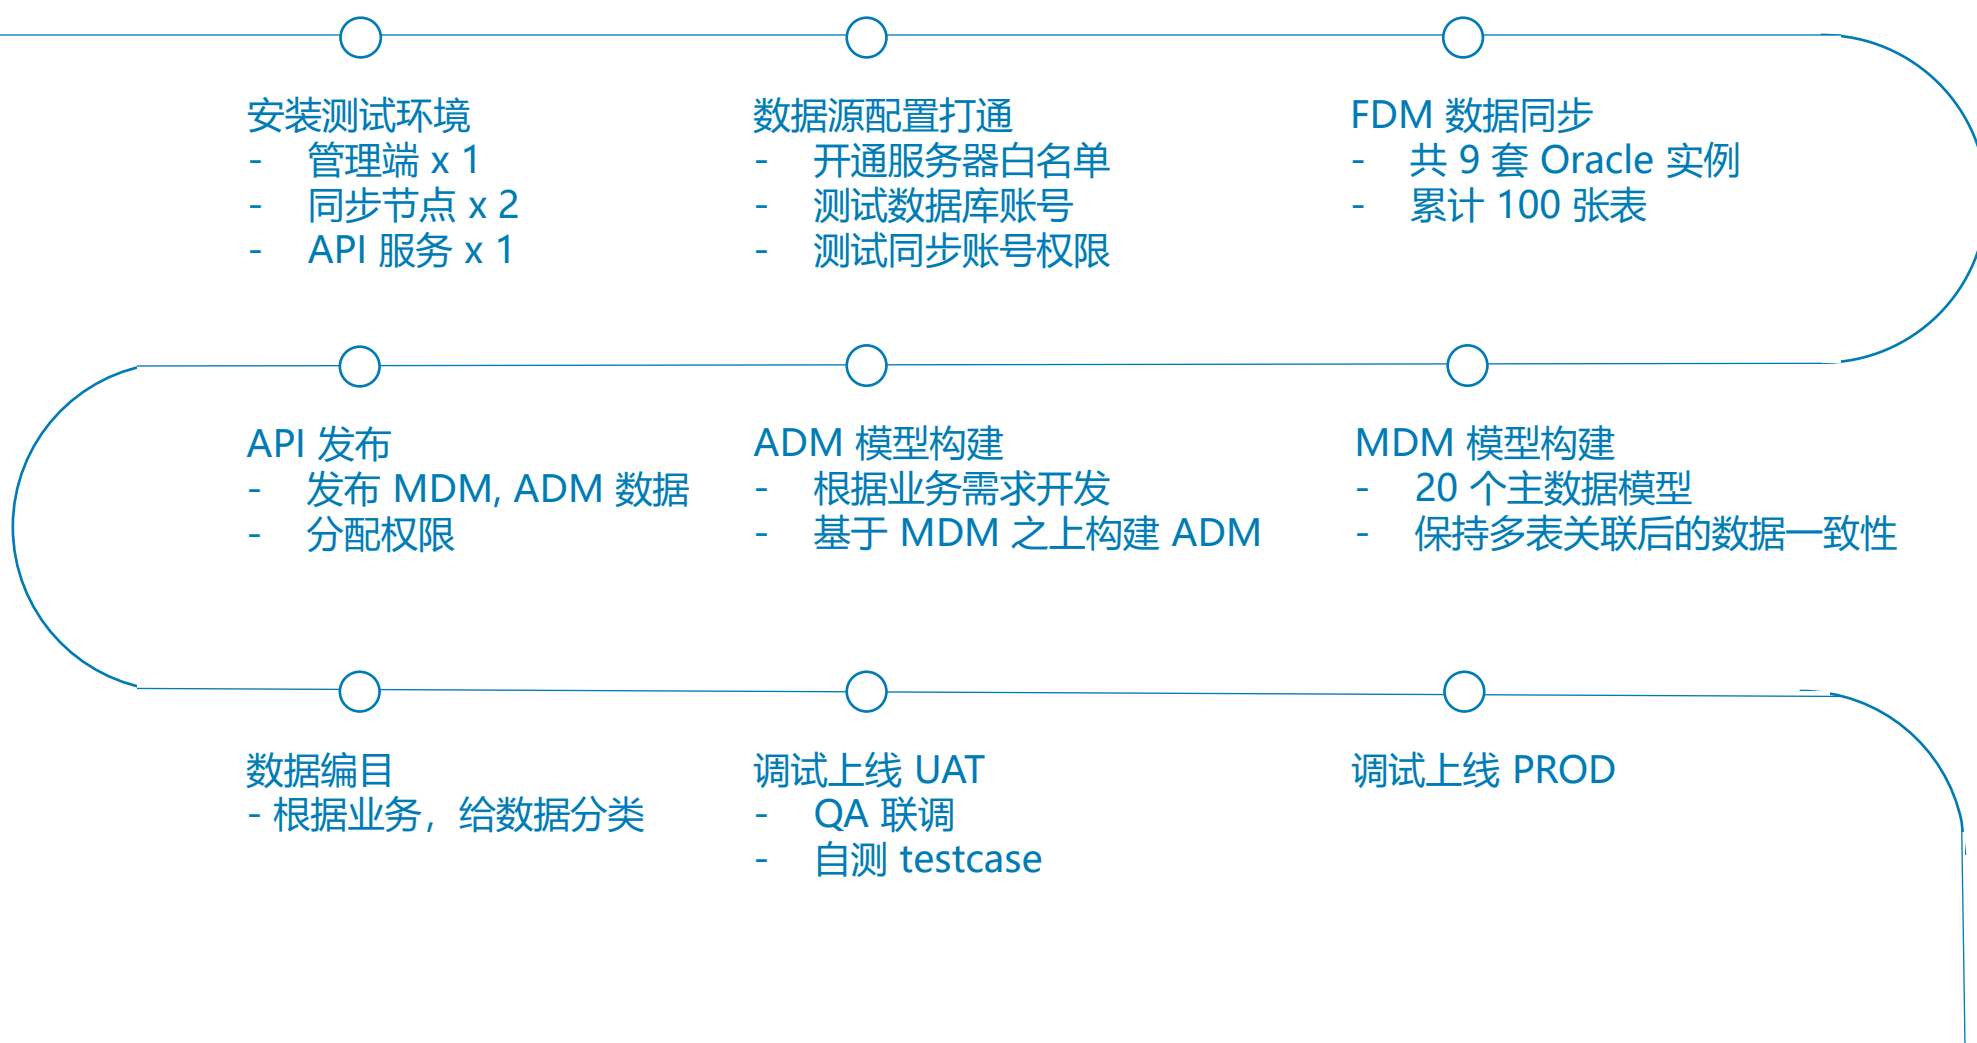 安装测试环境
- 管理端 x 1
- 同步节点 x 2
- API 服务 x 1
数据源配置打通
- 开通服务器白名单
- 测试数据库账号
- 测试同步账号权限
FDM 数据同步
- 共 9 套 Oracle 实例
- 累计 100 张表
API 发布
- 发布 MDM, ADM 数据
- 分配权限
ADM 模型构建
- 根据业务需求开发
- 基于 MDM 之上构建 ADM
MDM 模型构建
- 20 个主数据模型
- 保持多表关联后的数据一致性
数据编目
- 根据业务，给数据分类
调试上线 UAT
- QA 联调
- 自测 testcase
调试上线 PROD